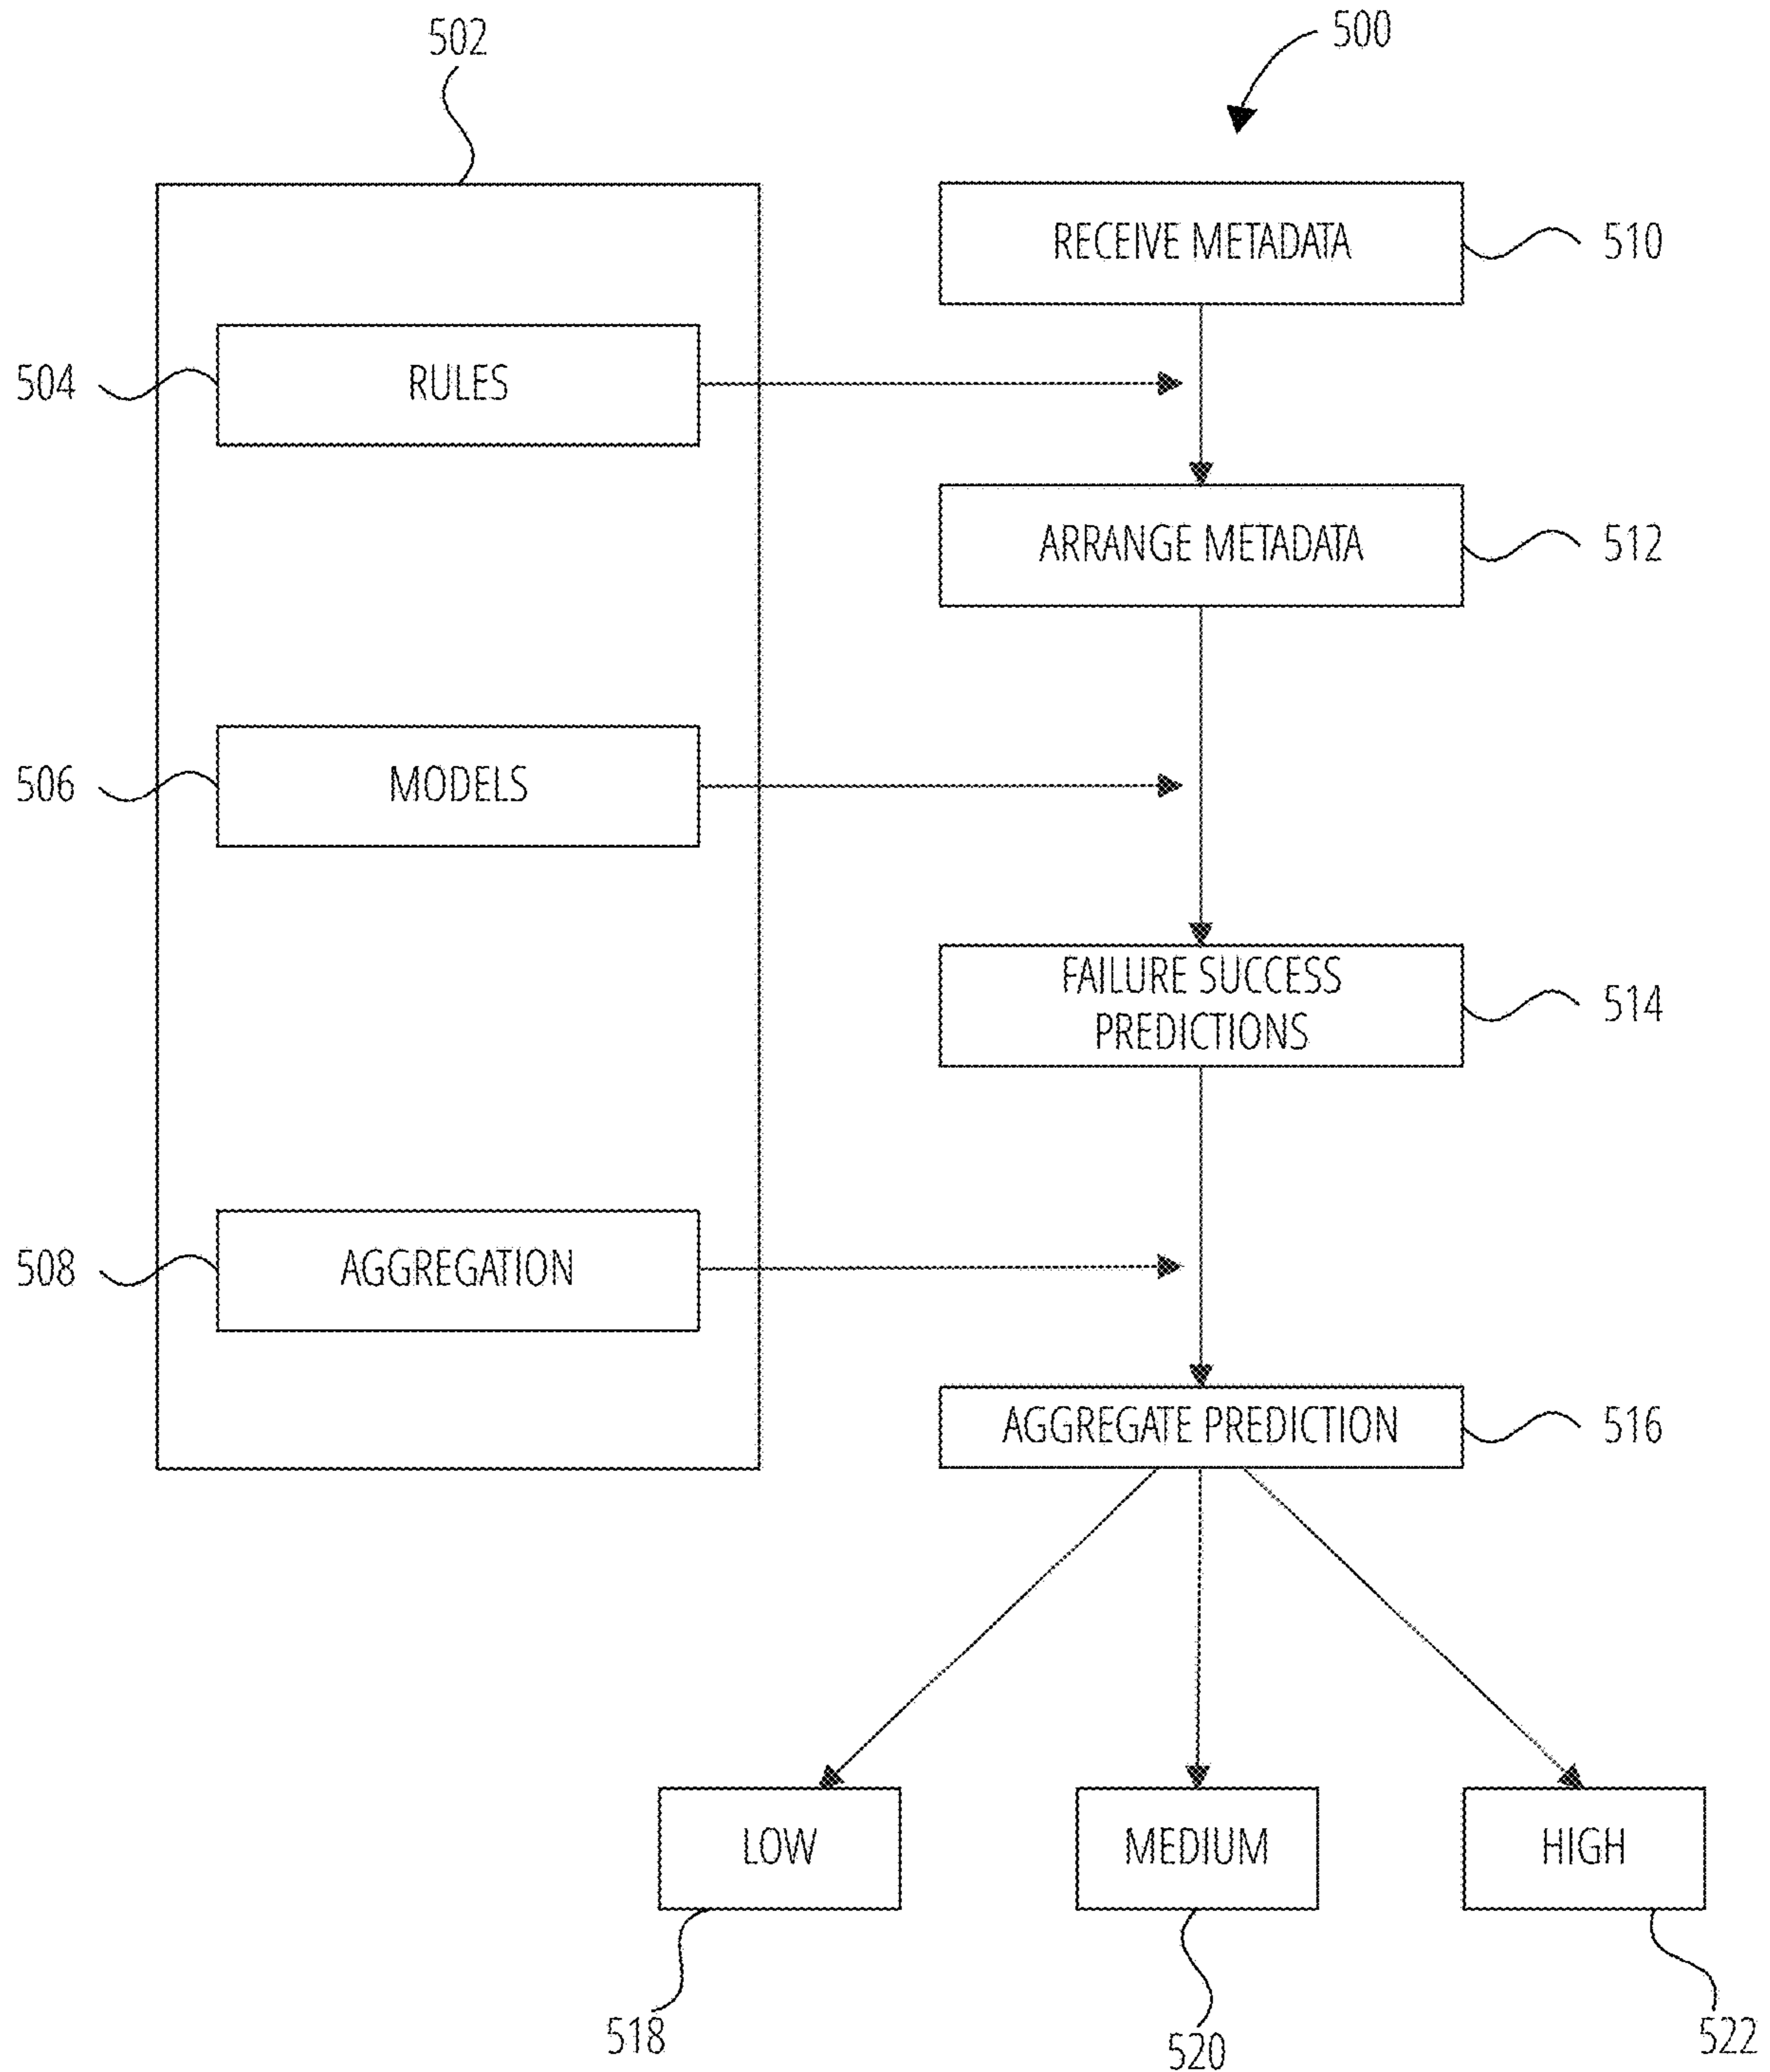 502
500
RECEIVE METADATA
510
504
RULES
ARRANGE METADATA
512
506
MODELS
FAILURE SUCCESS
PREDICTIONS
514
508
AGGREGATION
AGGREGATE PREDICTION
516
LOW
MEDIUM
HIGH
518
520
522